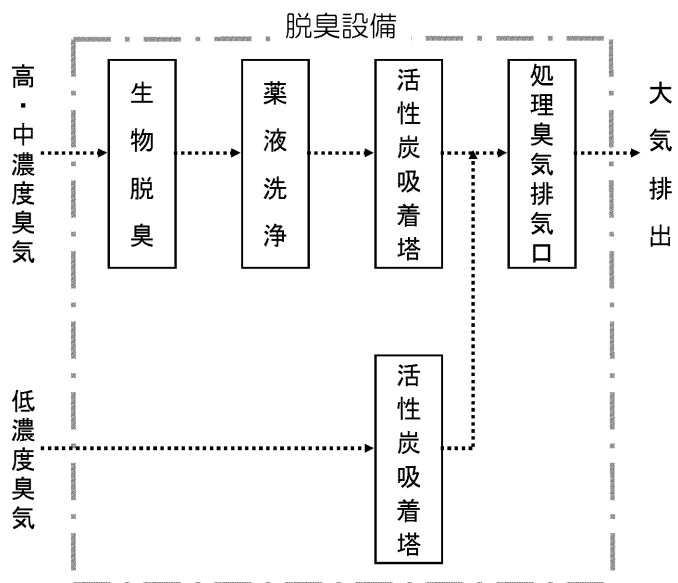 脱臭設備
高・中濃度臭気
生物脱臭
薬液洗浄
活性炭吸着塔
処理臭気排気口
大気排出
低濃度臭気
活性炭吸着塔